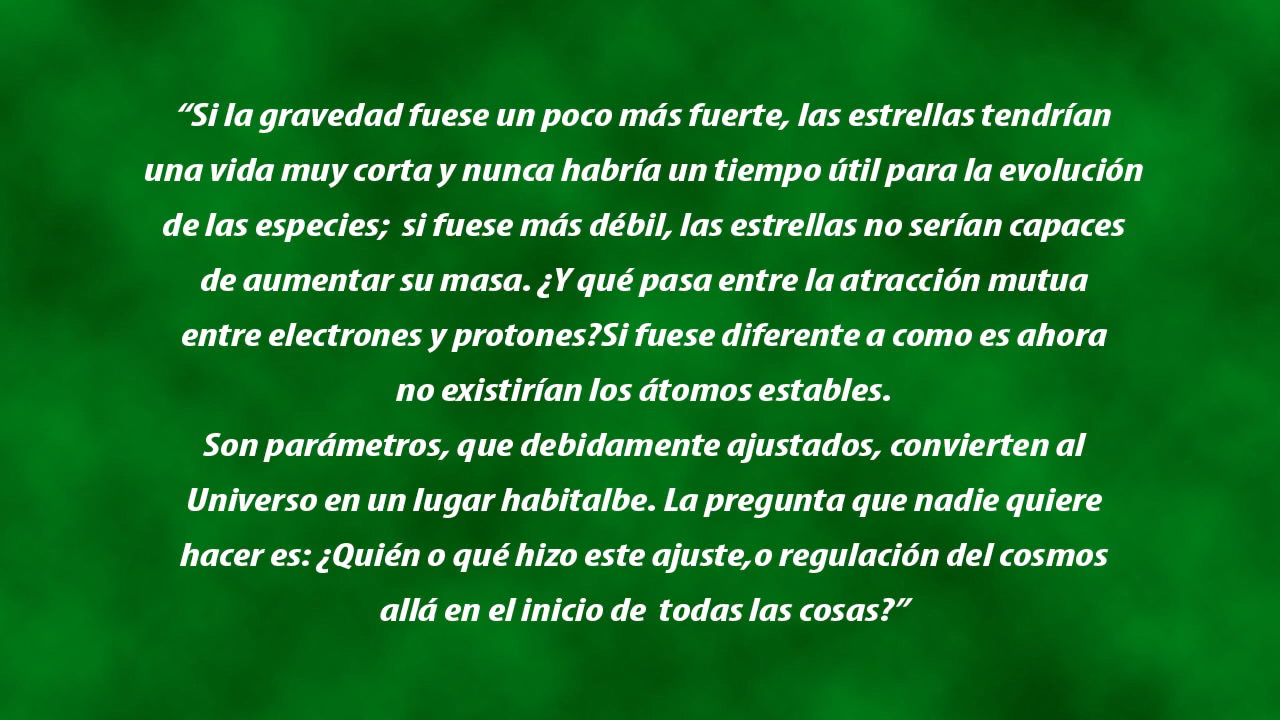 “Si la gravedad fuese un poco más fuerte, las estrellas tendrían
una vida muy corta y nunca habría un tiempo útil para la evolución
de las especies;  si fuese más débil, las estrellas no serían capaces
de aumentar su masa. ¿Y qué pasa entre la atracción mutua
entre electrones y protones?Si fuese diferente a como es ahora
no existirían los átomos estables.
Son parámetros, que debidamente ajustados, convierten al
Universo en un lugar habitalbe. La pregunta que nadie quiere
hacer es: ¿Quién o qué hizo este ajuste,o regulación del cosmos
allá en el inicio de  todas las cosas?”